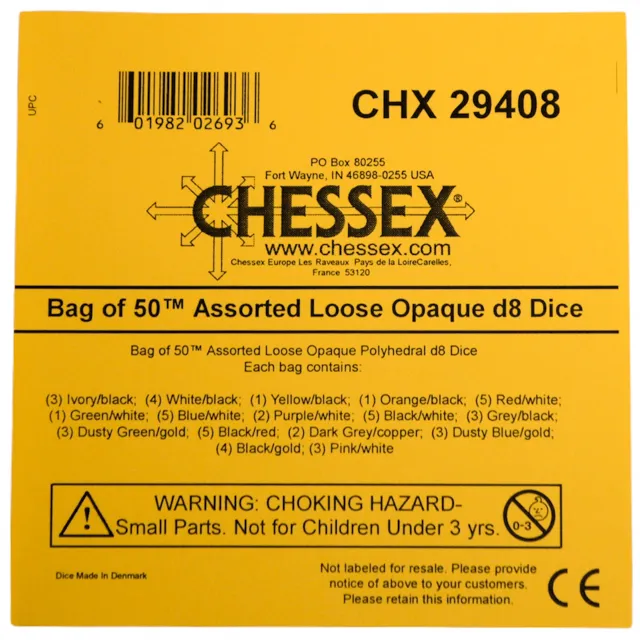 UPC
6 01982 02693 6
CHX 29408
PO Box 80255
Fort Wayne, IN 46898-0255 USA
CHESSEX®
www.chessex.com
Chessex Europe Les Raveaux Pays de la LoireCarelles,
France 53120
Bag of 50™ Assorted Loose Opaque d8 Dice
Bag of 50™ Assorted Loose Opaque Polyhedral d8 Dice
Each bag contains:
(3) Ivory/black; (4) White/black; (1) Yellow/black; (1) Orange/black; (5) Red/white;
(1) Green/white; (5) Blue/white; (2) Purple/white; (5) Black/white; (3) Grey/black;
(3) Dusty Green/gold; (5) Black/red; (2) Dark Grey/copper; (3) Dusty Blue/gold;
(4) Black/gold; (3) Pink/white
WARNING: CHOKING HAZARD-
Small Parts. Not for Children Under 3 yrs.
0-3
Dice Made In Denmark
Not labeled for resale. Please provide
notice of above to your customers.
Please retain this information.
CE